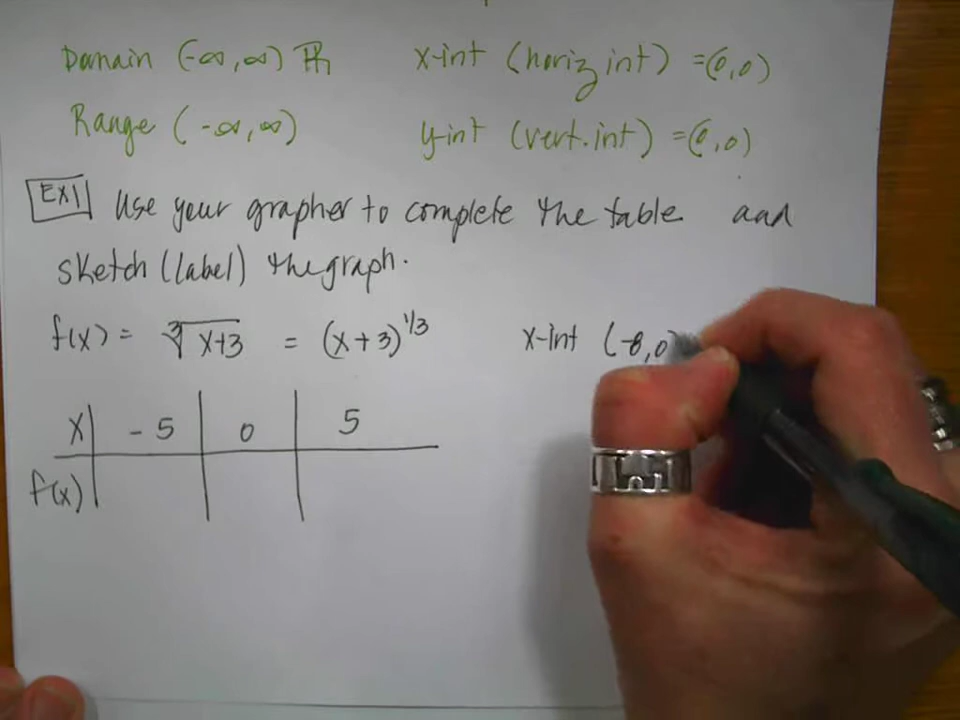 Domain (-∞,∞) ℝ x-int (horiz int) =(0,0)
Range (-∞,∞) y-int (vert.int) =(0,0)
EX1 Use your grapher to complete the table and
sketch (label) the graph.
f(x) = ∛x+3 = (x+3)^1/3 x-int (-8,0)
x -5 0 5
f(x)